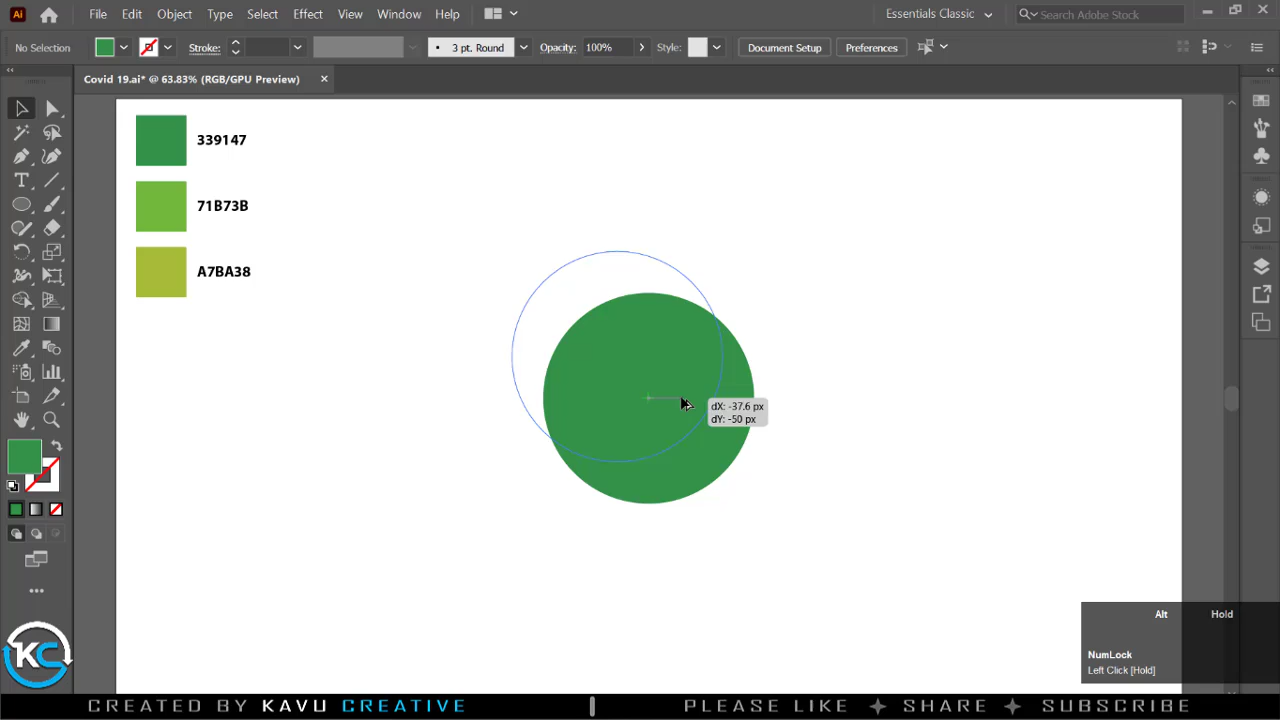 Ai File Edit Object Type Select Effect View Window Help Essentials Classic Search Adobe Stock
No Selection Stroke: 3 pt. Round Opacity: 100% Style: Document Setup Preferences
Covid 19.ai* @ 63.83% (RGB/GPU Preview)
339147
71B73B
A7BA38
dX: -37.6 px
dY: -50 px
Alt Hold
NumLock
Left Click [Hold]
KC
CREATED BY KAVU CREATIVE PLEASE LIKE SHARE SUBSCRIBE